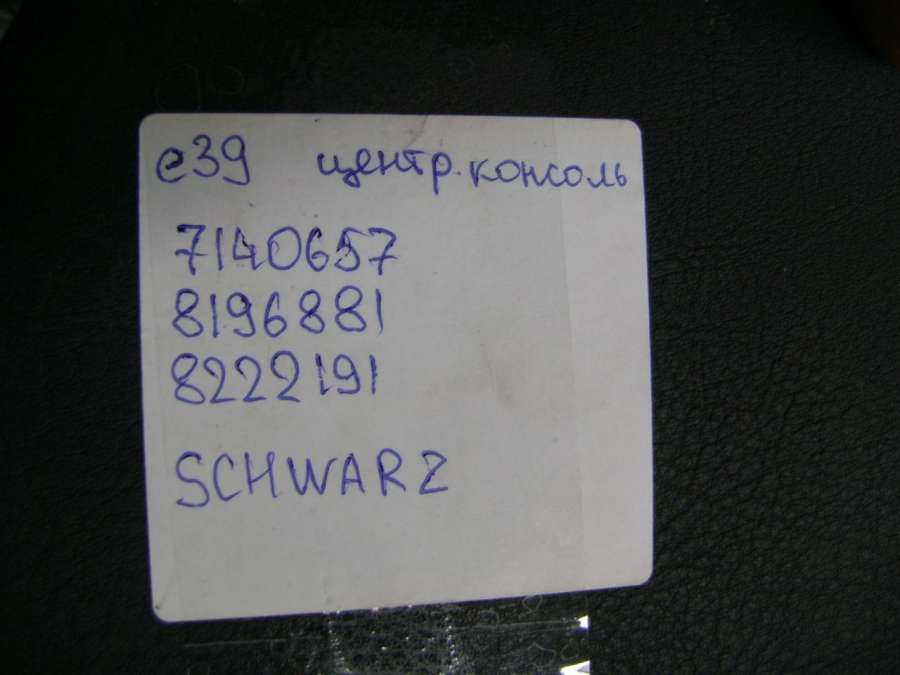 e39 центр. консоль
7140657
8196881
8222191
SCHWARZ